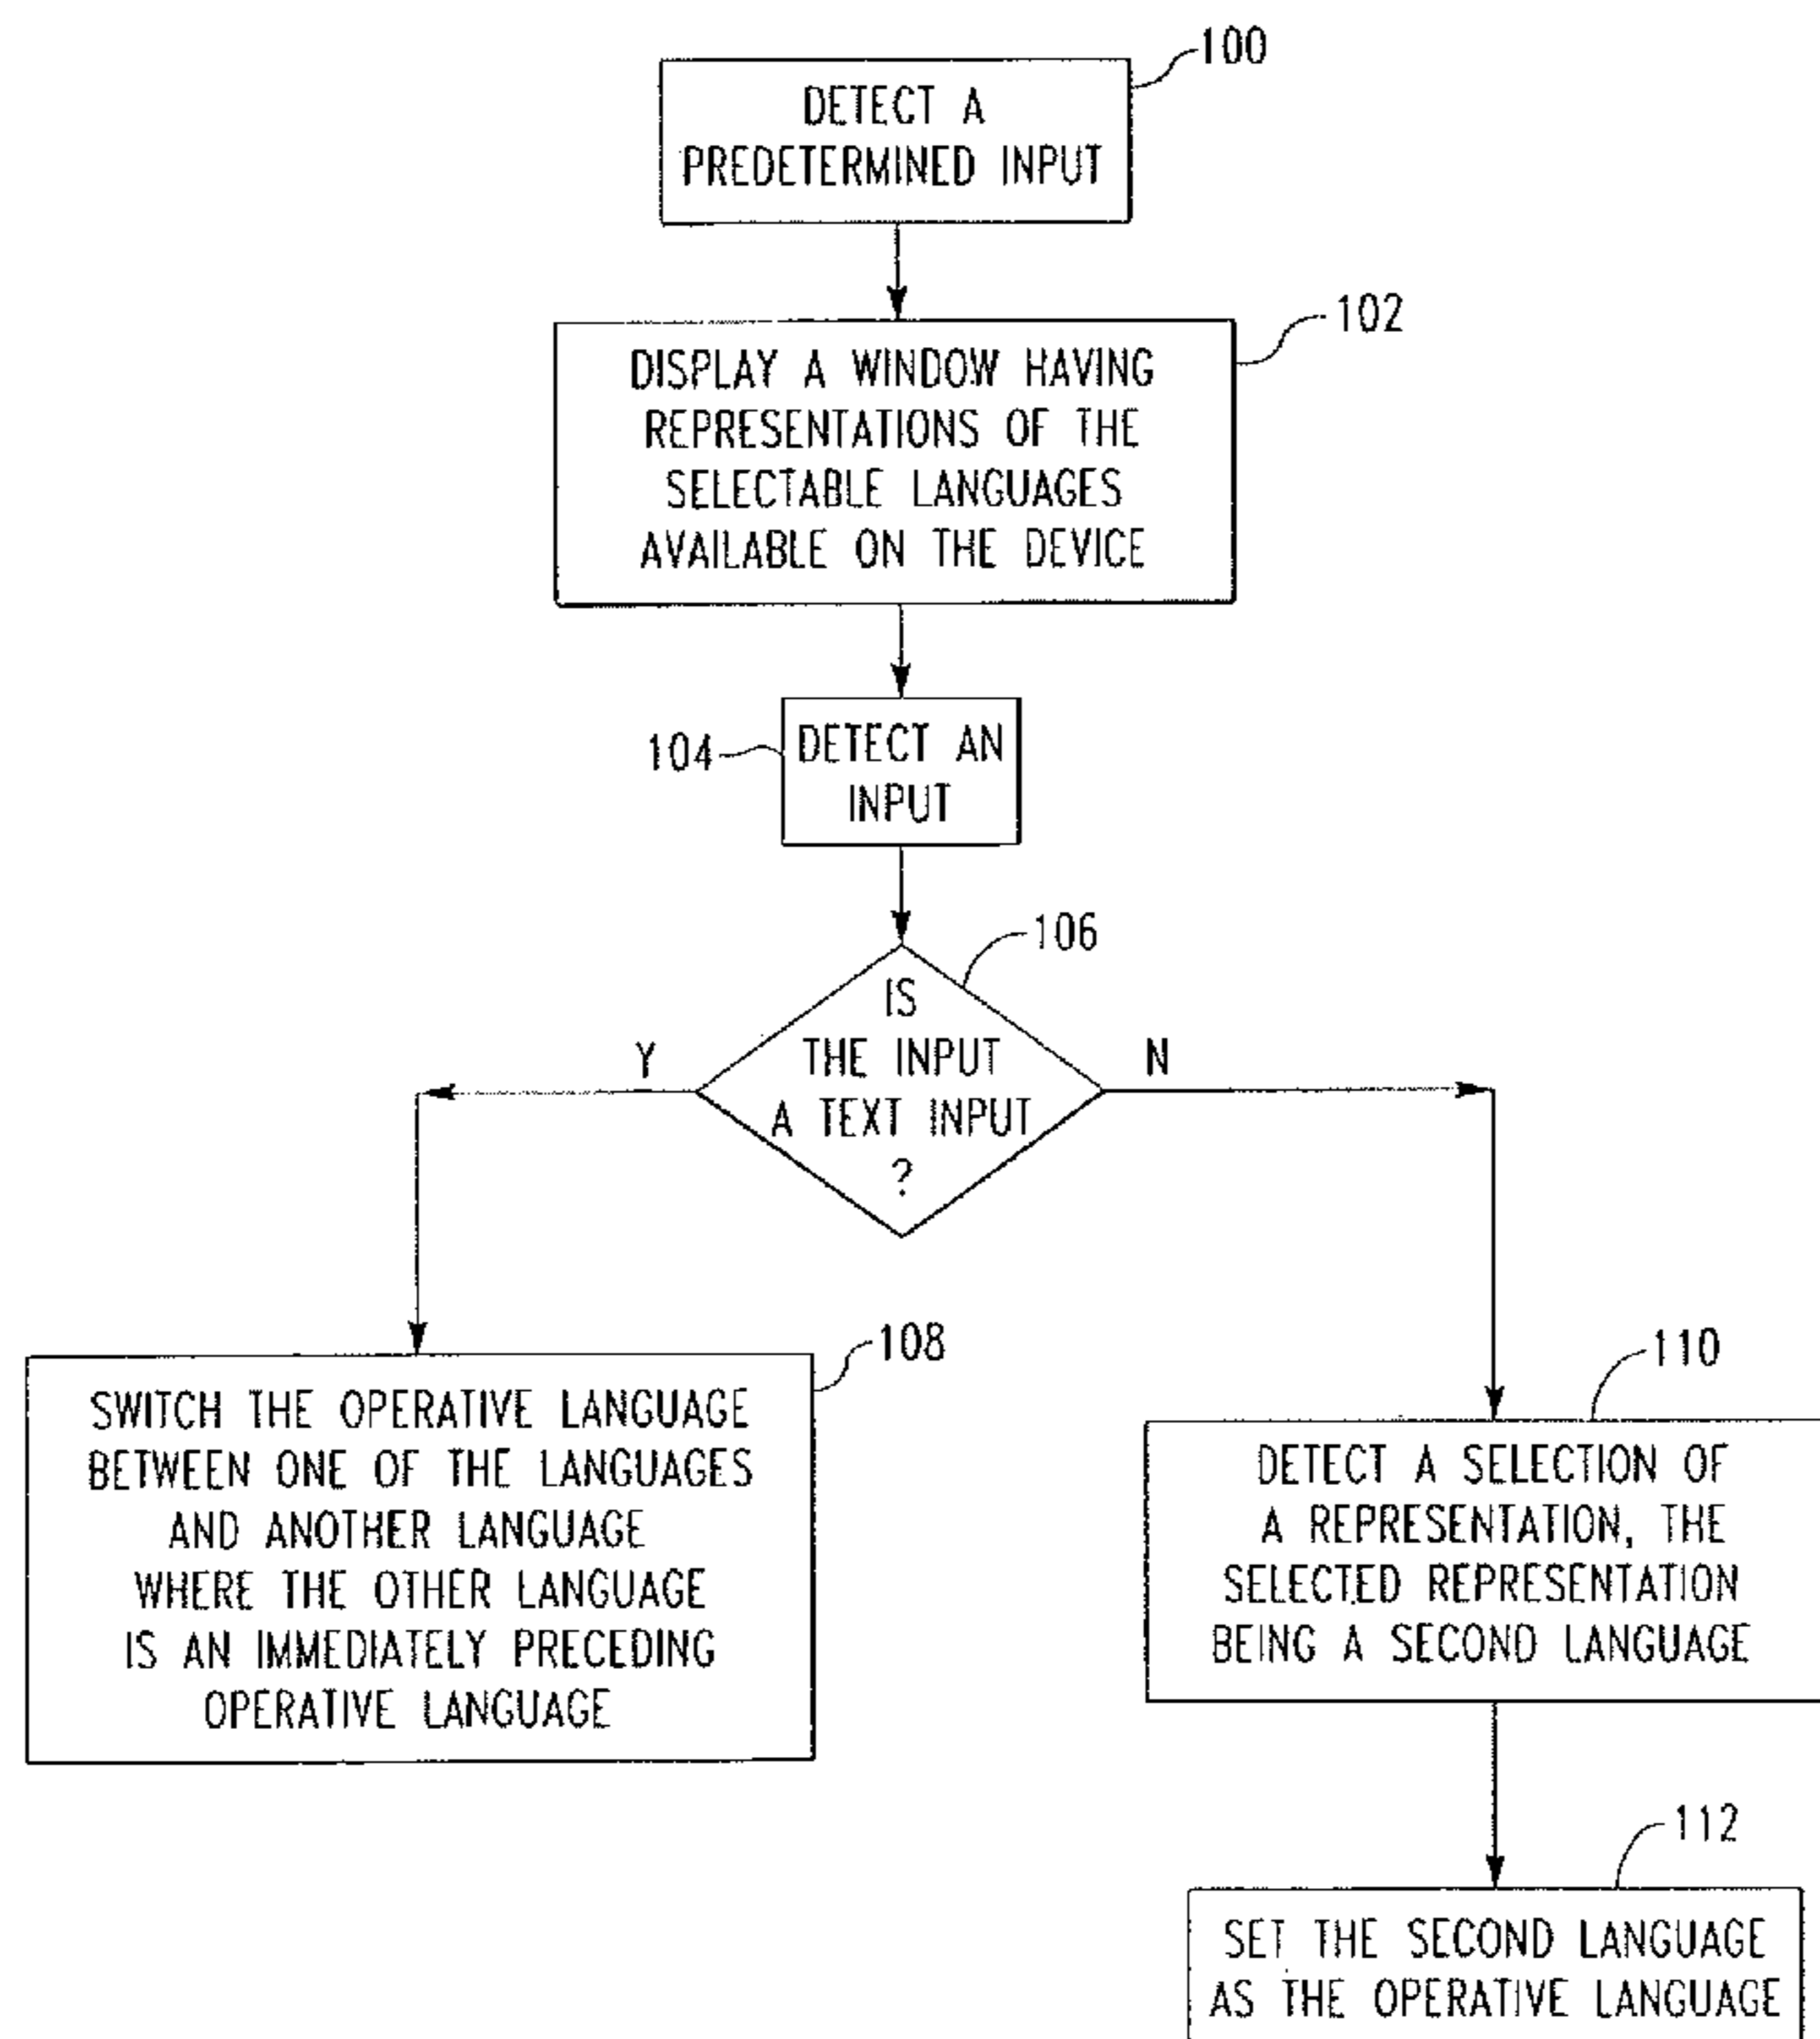 100
DETECT A
PREDETERMINED INPUT
102
DISPLAY A WINDOW HAVING
REPRESENTATIONS OF THE
SELECTABLE LANGUAGES
AVAILABLE ON THE DEVICE
104
DETECT AN
INPUT
106
IS
THE INPUT
A TEXT INPUT
?
Y
N
108
SWITCH THE OPERATIVE LANGUAGE
BETWEEN ONE OF THE LANGUAGES
AND ANOTHER LANGUAGE
WHERE THE OTHER LANGUAGE
IS AN IMMEDIATELY PRECEDING
OPERATIVE LANGUAGE
110
DETECT A SELECTION OF
A REPRESENTATION, THE
SELECTED REPRESENTATION
BEING A SECOND LANGUAGE
112
SET THE SECOND LANGUAGE
AS THE OPERATIVE LANGUAGE